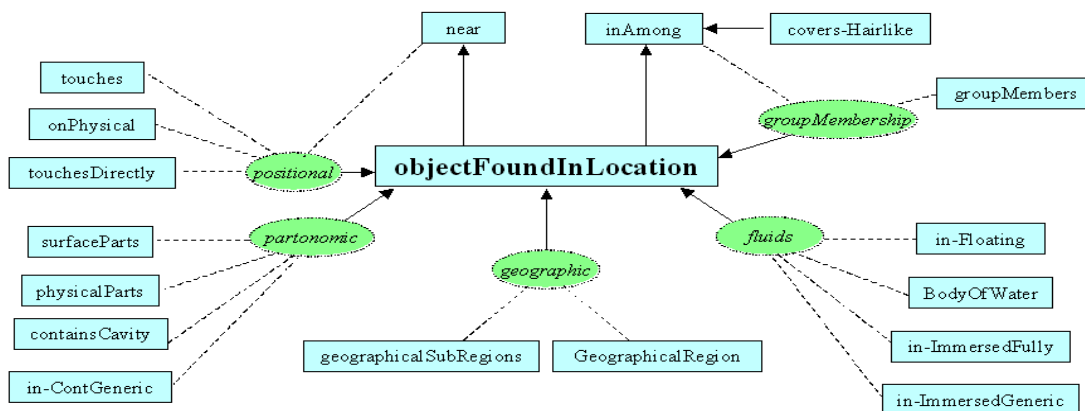 near
inAmong
covers-Hairlike
touches
groupMembers
onPhysical
groupMembership
touchesDirectly
positional
objectFoundInLocation
surfaceParts
partonomic
fluids
in-Floating
geographic
physicalParts
BodyOfWater
containsCavity
geographicalSubRegions
GeographicalRegion
in-ImmersedFully
in-ContGeneric
in-ImmersedGeneric